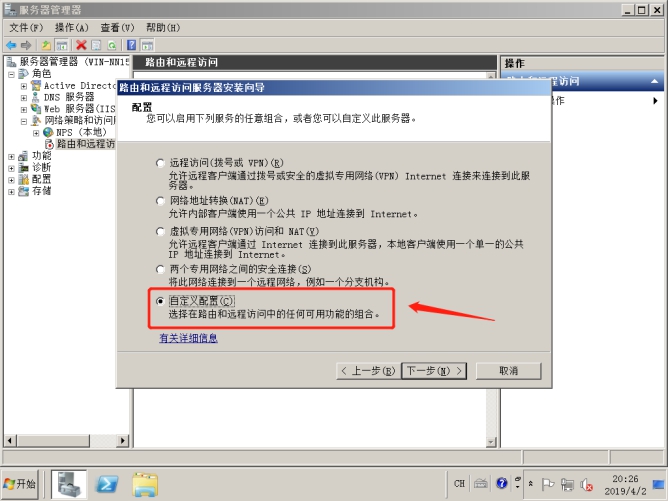 服务器管理器
文件(F) 操作(A) 查看(V) 帮助(H)
服务器管理器 (WIN-NN15
角色
Active Directo
DNS 服务器
Web 服务器(IIS
网络策略和访问
NPS (本地)
路由和远程访
功能
诊断
配置
存储
路由和远程访问
操作
访问
作
路由和远程访问服务器安装向导
配置
您可以启用下列服务的任意组合，或者您可以自定义此服务器。
远程访问(拨号或 VPN)(R)
允许远程客户端通过拨号或安全的虚拟专用网络(VPN) Internet 连接来连接到此服
务器。
网络地址转换(NAT)(E)
允许内部客户端使用一个公共 IP 地址连接到 Internet。
虚拟专用网络(VPN)访问和 NAT(V)
允许远程客户端通过 Internet 连接到此服务器，本地客户端使用一个单一的公共
IP 地址连接到 Internet。
两个专用网络之间的安全连接(S)
将此网络连接到一个远程网络，例如一个分支机构。
自定义配置(C)
选择在路由和远程访问中的任何可用功能的组合。
有关详细信息
< 上一步(B) 下一步(N) > 取消
开始
CH
20:26
2019/4/2